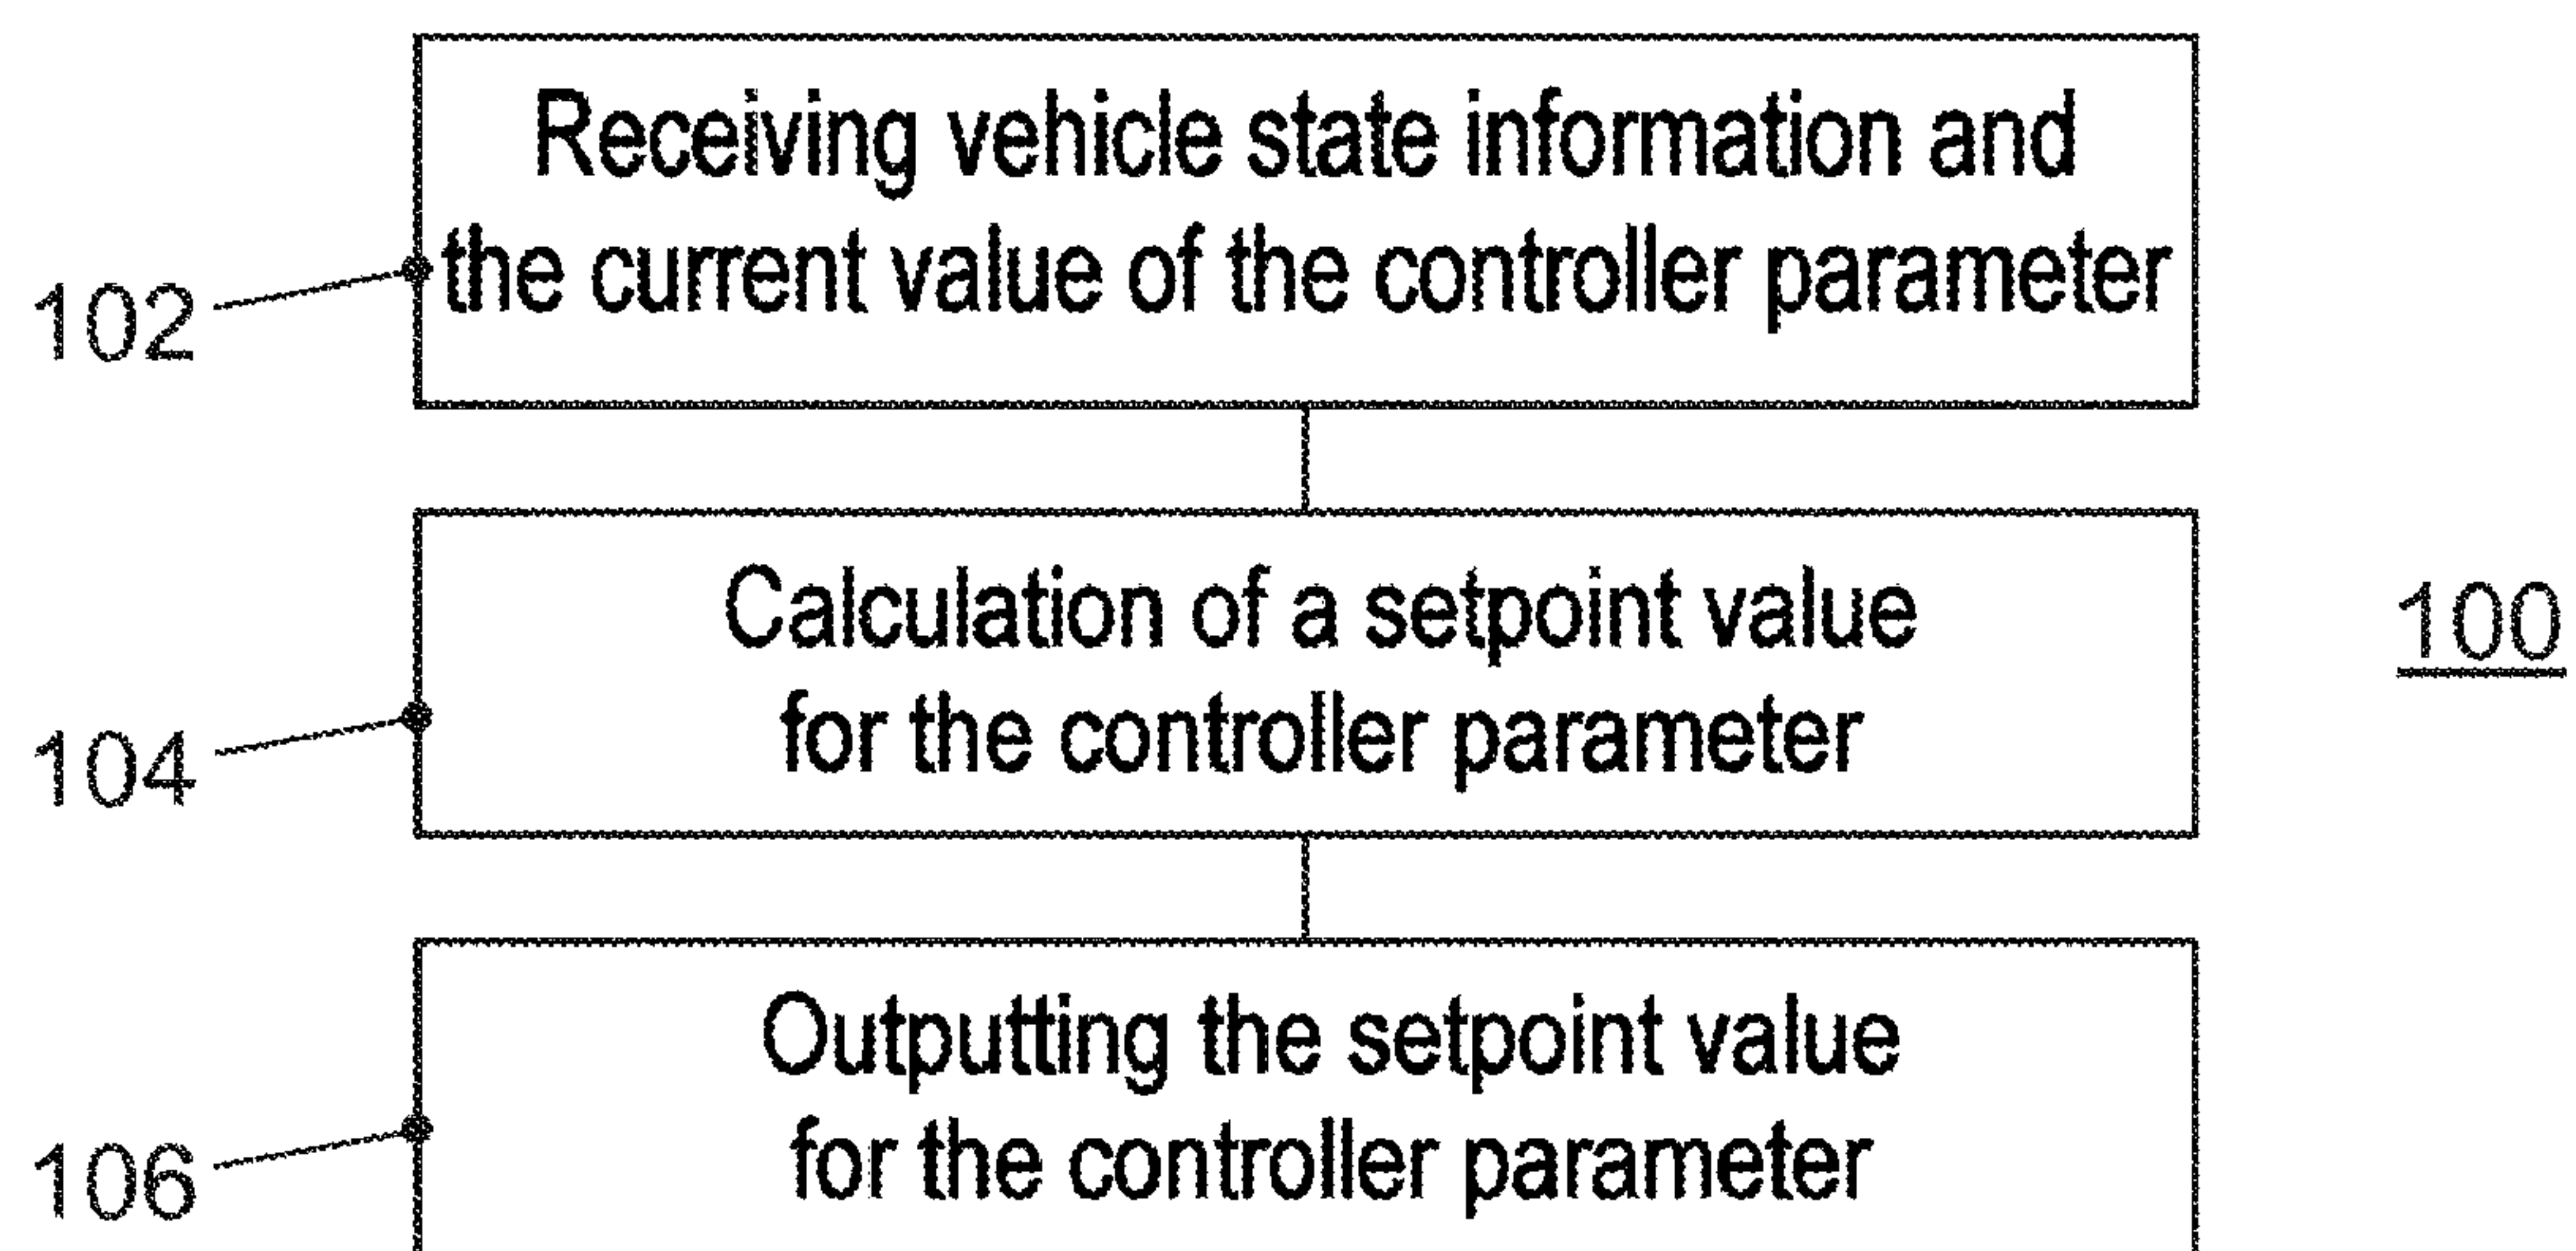 Receiving vehicle state information and
the current value of the controller parameter
102
Calculation of a setpoint value
for the controller parameter
104
100
Outputting the setpoint value
for the controller parameter
106